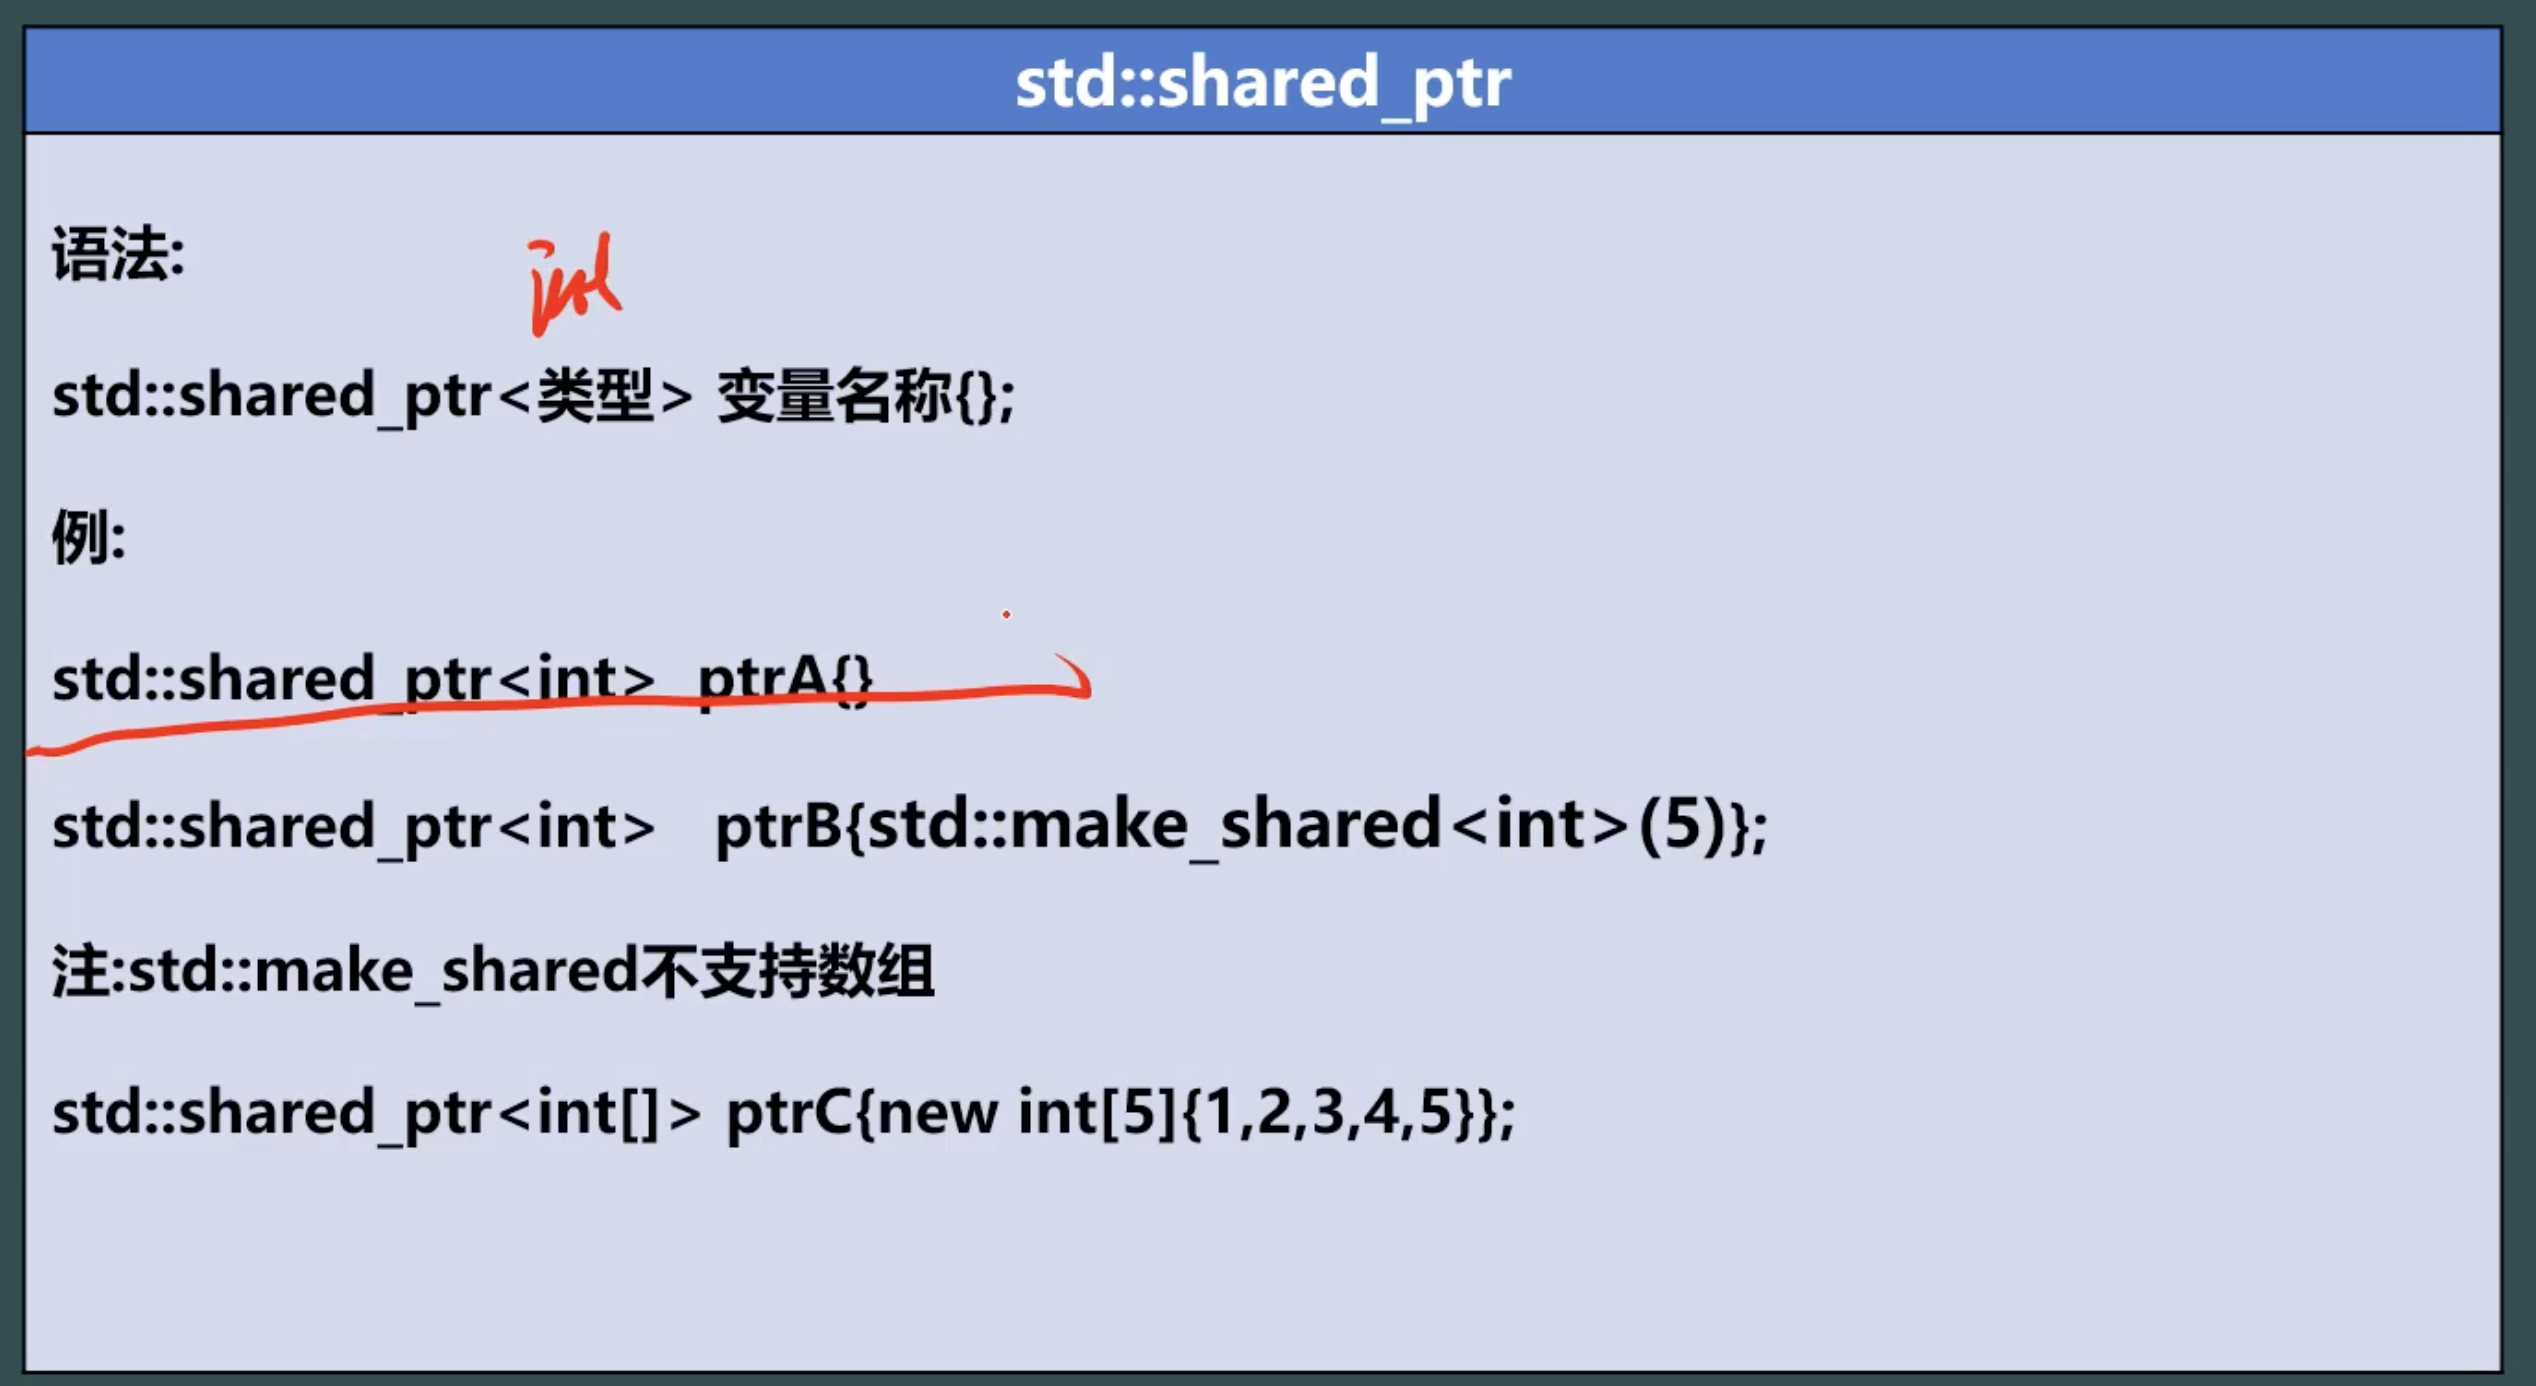 std::shared_ptr
语法:
int
std::shared_ptr<类型> 变量名称{};
例:
std::shared_ptr<int> ptrA{}
std::shared_ptr<int> ptrB{std::make_shared<int>(5)};
注:std::make_shared不支持数组
std::shared_ptr<int[]> ptrC{new int[5]{1,2,3,4,5}};